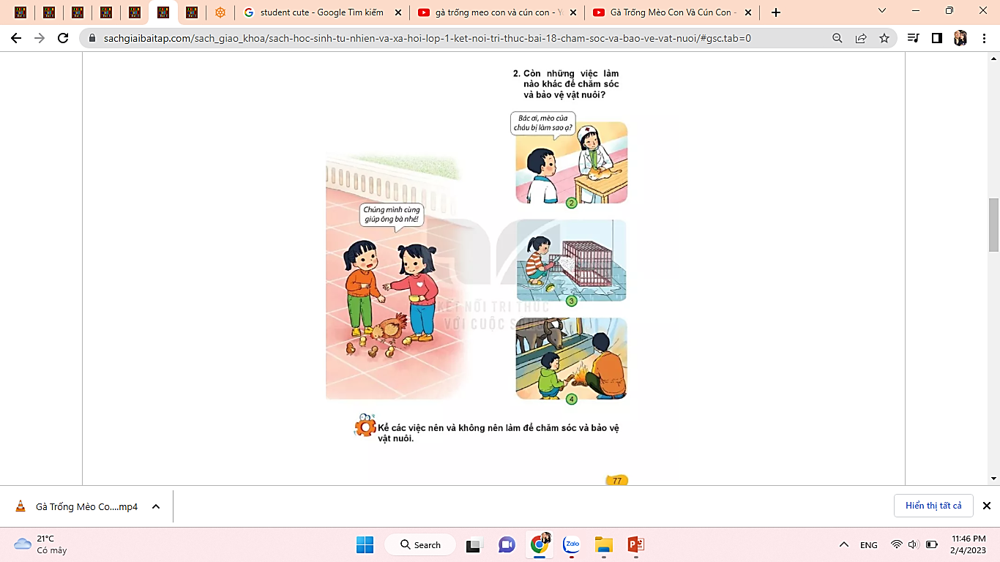 student cute - Google Tìm kiếm
gà trống meo con và cún con - Y
Gà Trống Mèo Con Và Cún Con -
sachgiaibaitap.com/sach_giao_khoa/sach-hoc-sinh-tu-nhien-va-xa-hoi-lop-1-ket-noi-tri-thuc-bai-18-cham-soc-va-bao-ve-vat-nuoi/#gsc.tab=0
2. Còn những việc làm
nào khác để chăm sóc
và bảo vệ vật nuôi?
Bác ơi, mèo của
cháu bị làm sao ạ?
2
Chúng mình cùng
giúp ông bà nhé!
3
KẾT NỐI TRI THỨC
VỚI CUỘC SỐNG
4
Kể các việc nên và không nên làm để chăm sóc và bảo vệ
vật nuôi.
77
Gà Trống Mèo Co....mp4
Hiển thị tất cả
21°C
Có mây
Search
Zalo
ENG
11:46 PM
2/4/2023